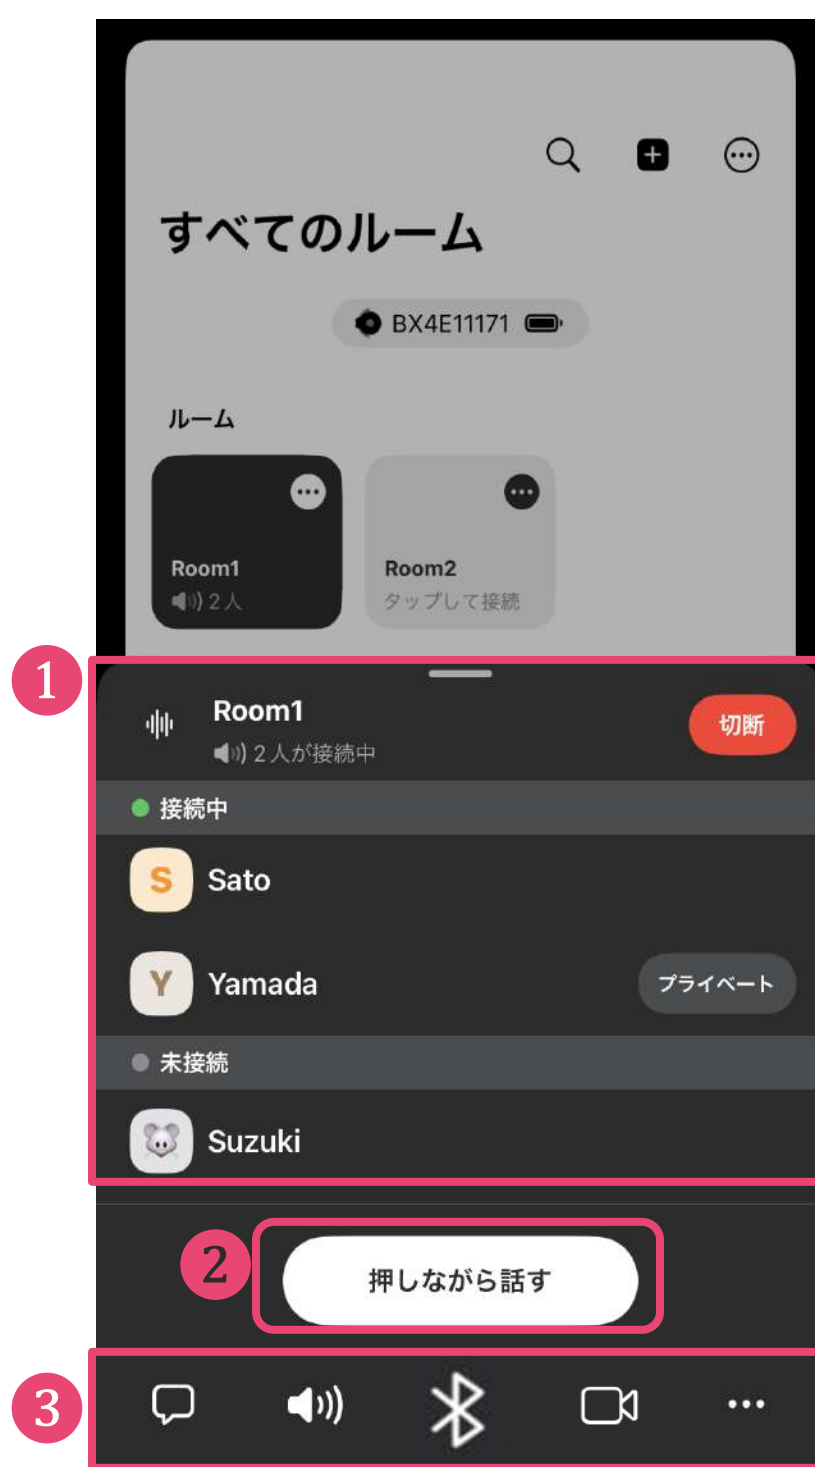 すべてのルーム
BX4E11171
ルーム
Room1
2人
Room2
タップして接続
1
Room1
2人が接続中
切断
接続中
S
Sato
Y
Yamada
プライベート
未接続
Suzuki
2
押しながら話す
3